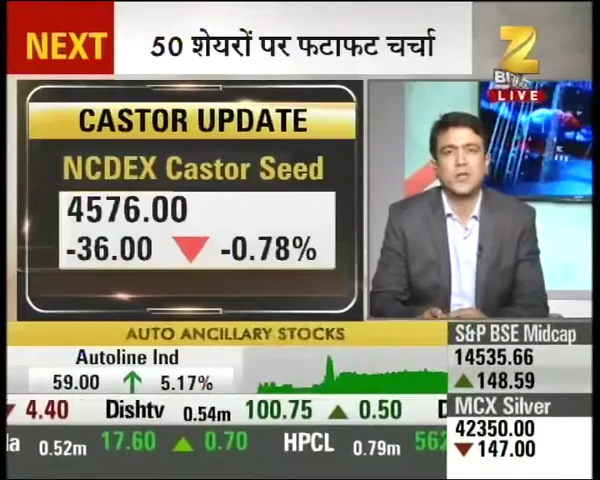 NEXT
50 शेयरों पर फटाफट चर्चा
LIVE
CASTOR UPDATE
NCDEX Castor Seed
4576.00
-36.00 -0.78%
AUTO ANCILLARY STOCKS
Autoline Ind
59.00 5.17%
S&P BSE Midcap
14535.66
148.59
4.40 Dishtv 0.54m 100.75 0.50
MCX Silver
42350.00
147.00
la 0.52m 17.60 0.70 HPCL 0.79m 562